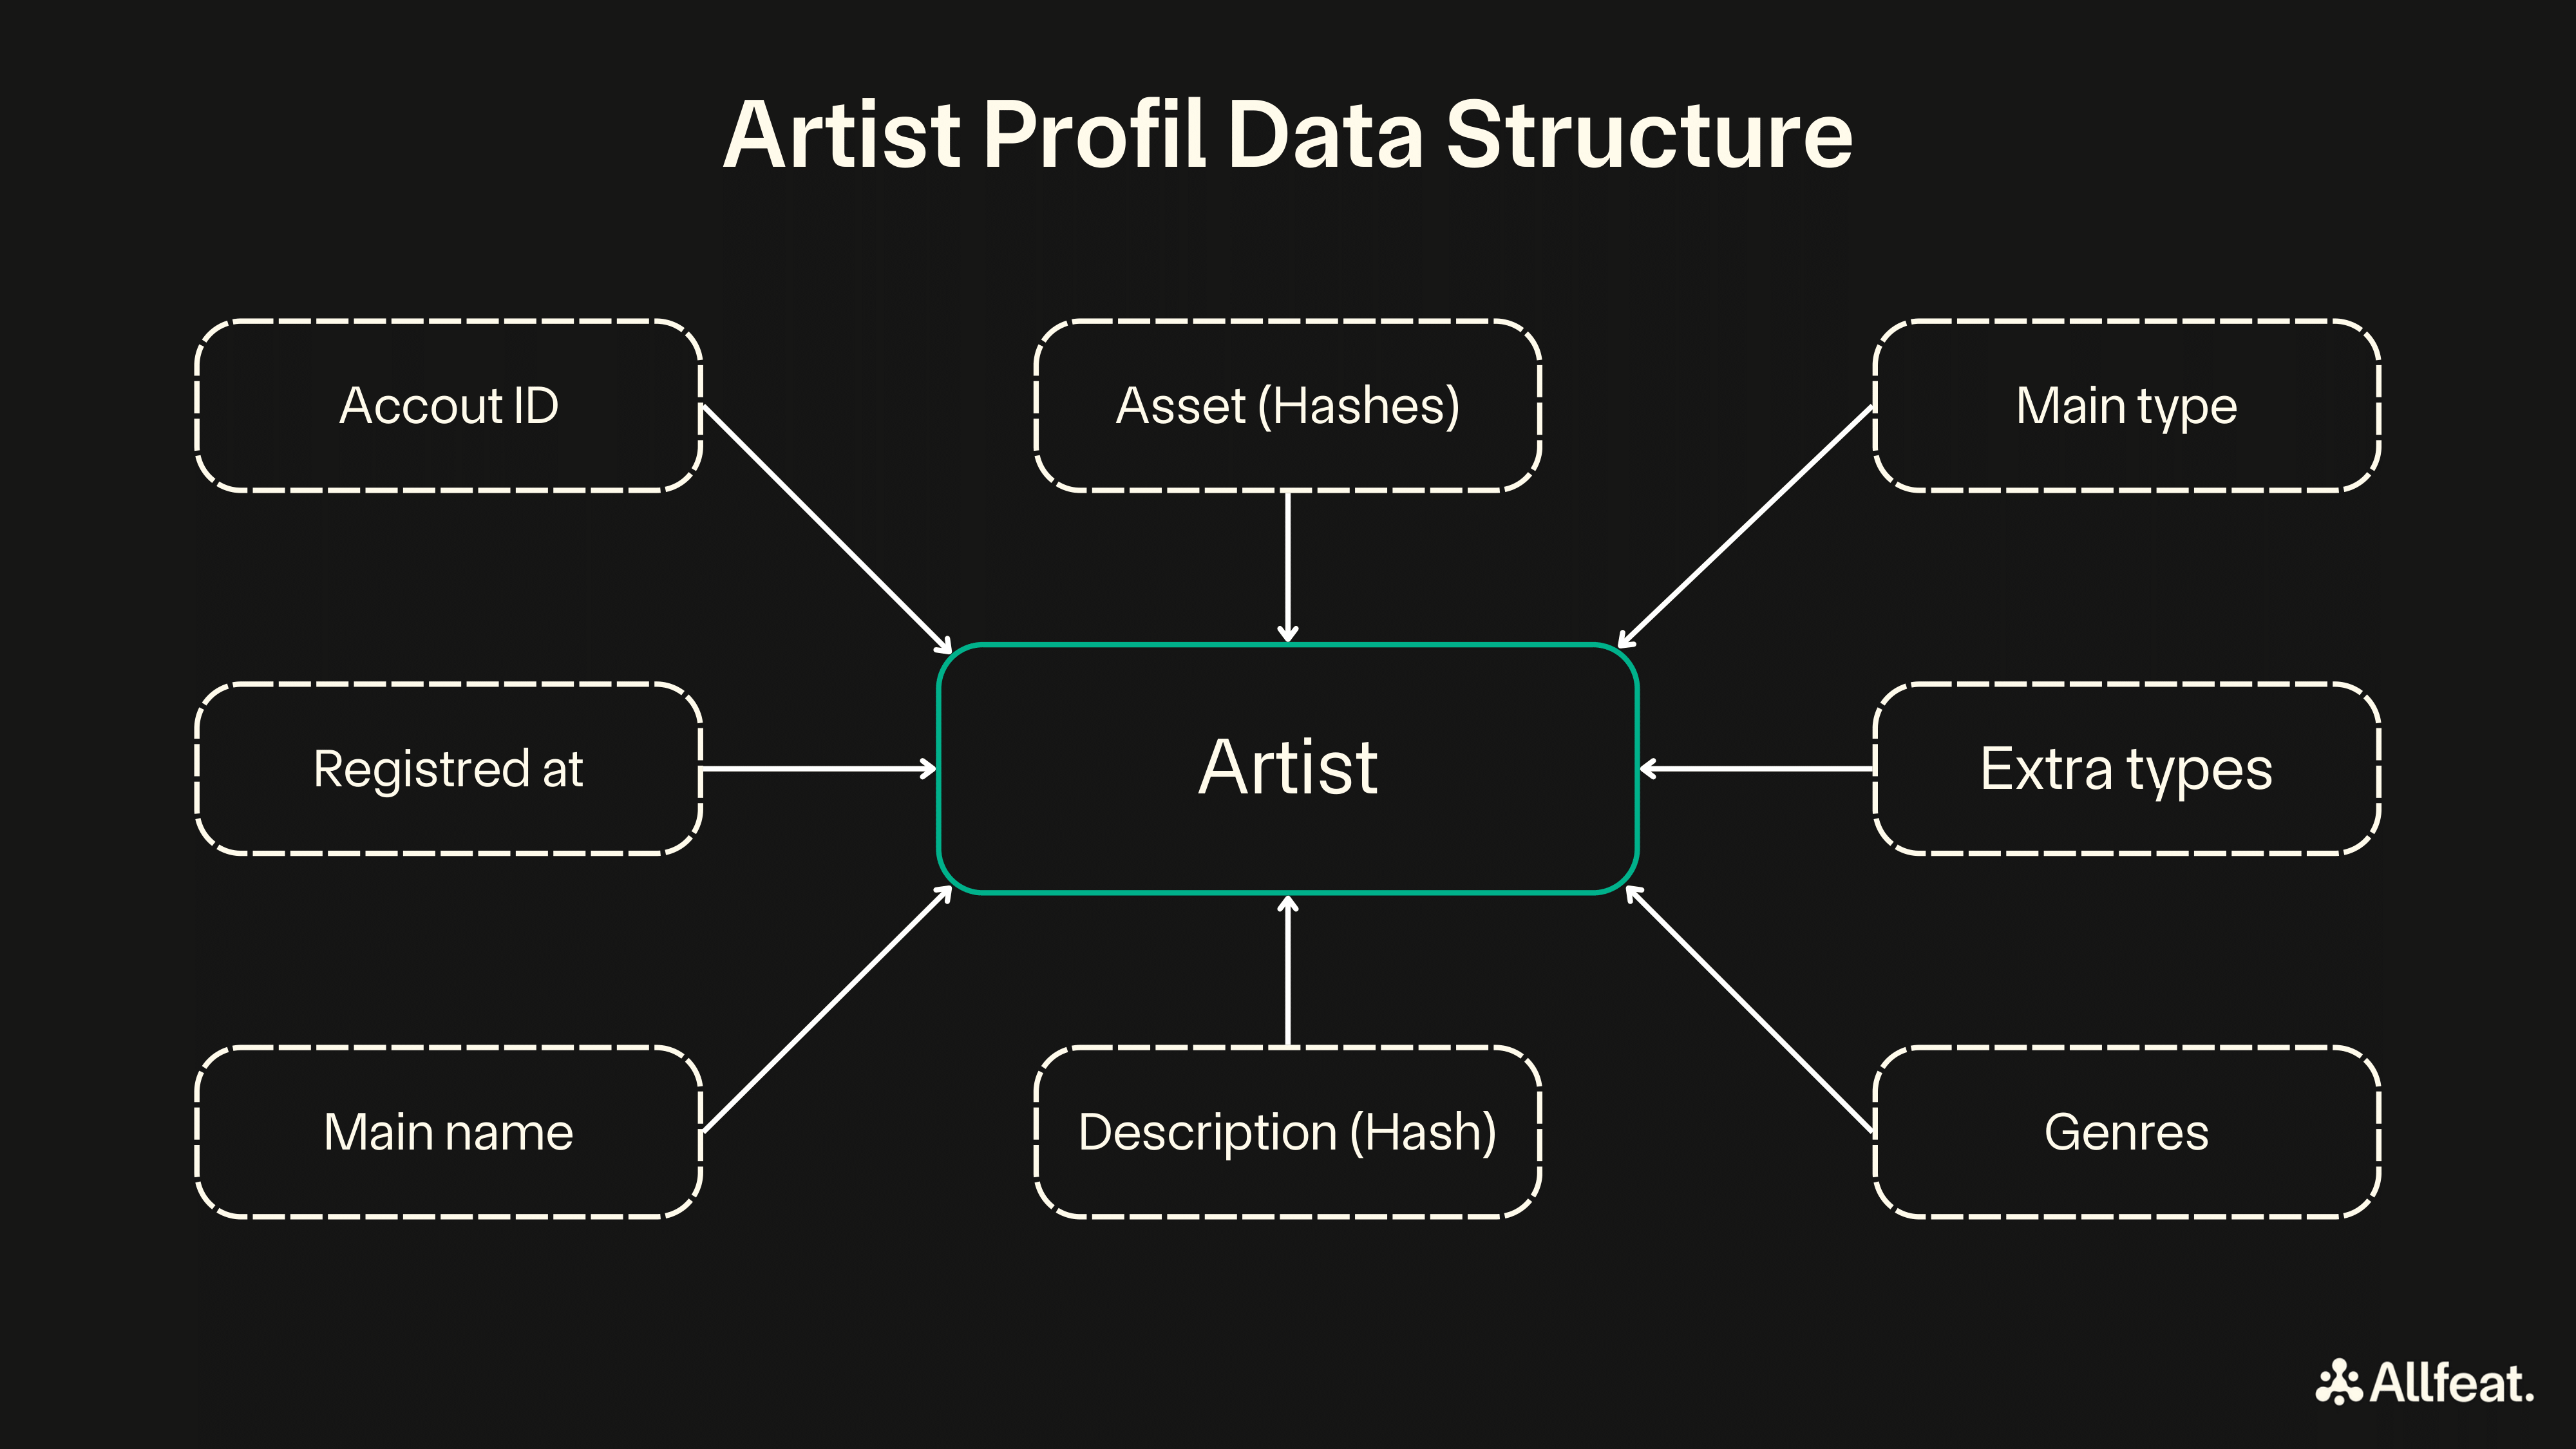 Artist Profil Data Structure
Accout ID
Asset (Hashes)
Main type
Registred at
Artist
Extra types
Main name
Description (Hash)
Genres
Allfeat.